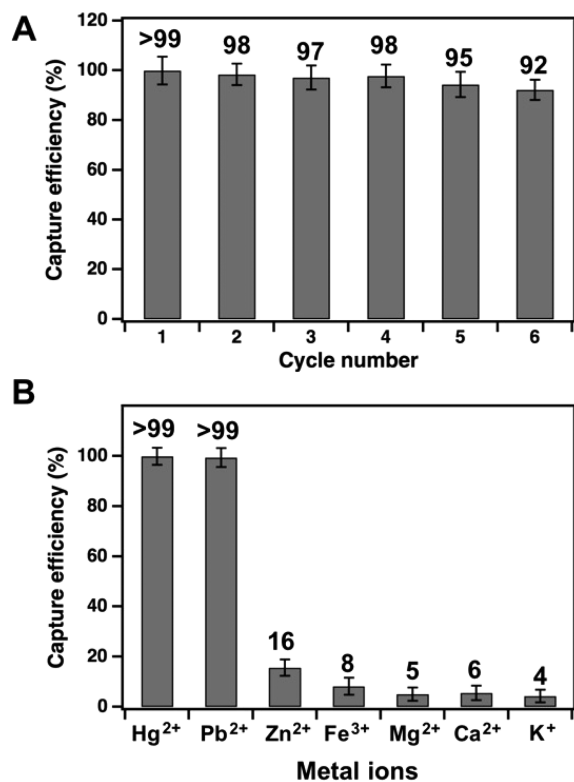 A
Capture efficiency (%)
120
100
80
60
40
20
0
>99 98 97 98 95 92
1 2 3 4 5 6
Cycle number
B
Capture efficiency (%)
100
80
60
40
20
0
>99 >99 16 8 5 6 4
Hg²⁺ Pb²⁺ Zn²⁺ Fe³⁺ Mg²⁺ Ca²⁺ K⁺
Metal ions